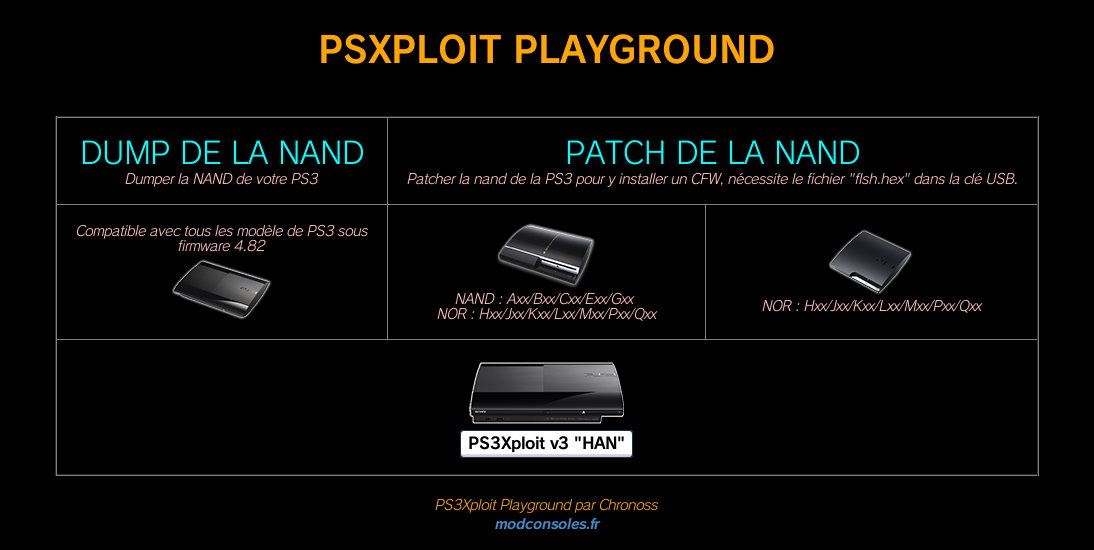 PSXPLOIT PLAYGROUND
DUMP DE LA NAND
Dumper la NAND de votre PS3
PATCH DE LA NAND
Patcher la nand de la PS3 pour y installer un CFW, nécessite le fichier "flsh.hex" dans la clé USB.
Compatible avec tous les modèle de PS3 sous
firmware 4.82
NAND : Axx/Bxx/Cxx/Exx/Gxx
NOR : Hxx/Jxx/Kxx/Lxx/Mxx/Pxx/Qxx
NOR : Hxx/Jxx/Kxx/Lxx/Mxx/Pxx/Qxx
PS3Xploit v3 "HAN"
PS3Xploit Playground par Chronoss
modconsoles.fr